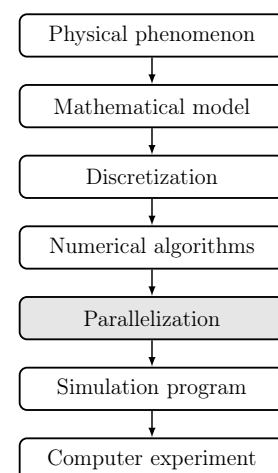 Physical phenomenon
Mathematical model
Discretization
Numerical algorithms
Parallelization
Simulation program
Computer experiment